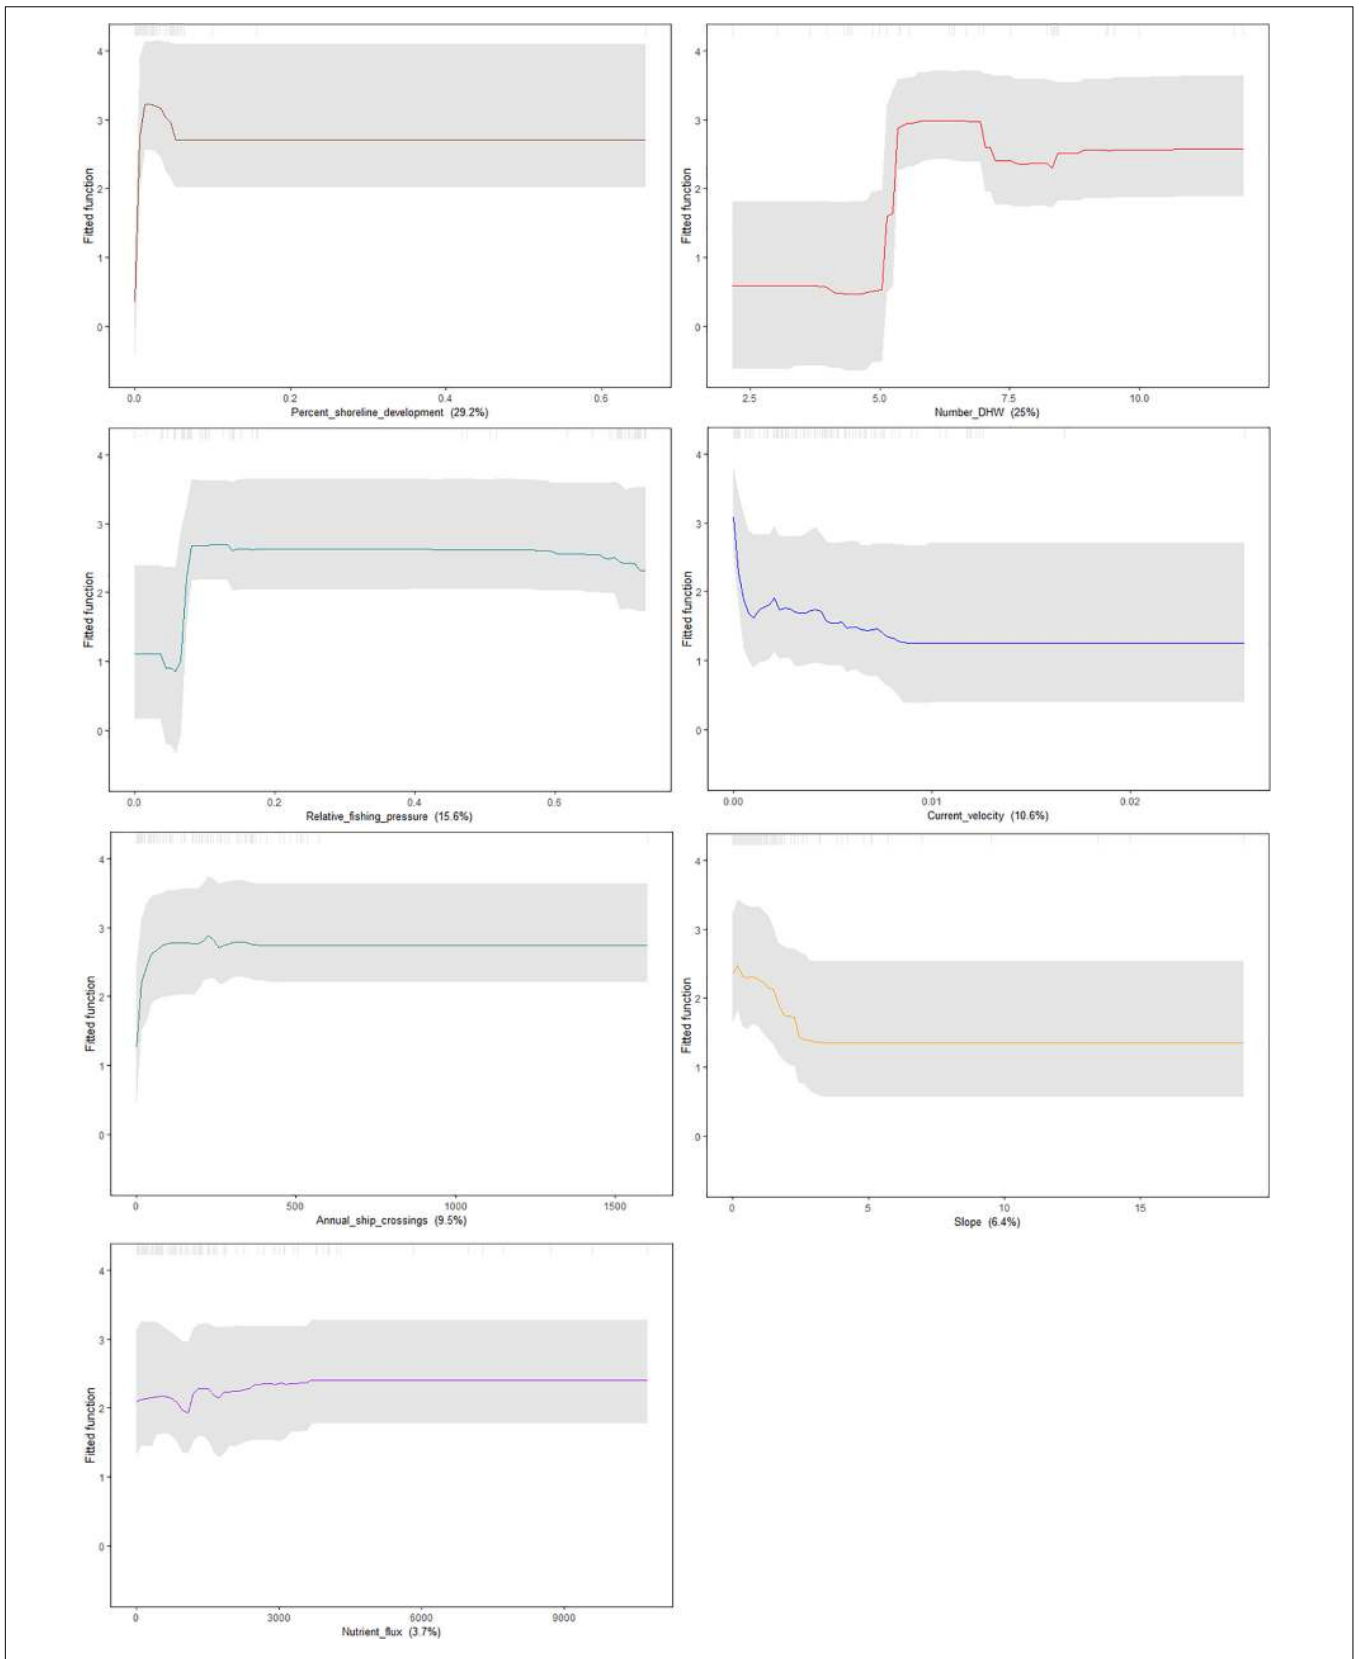 4
3
2
1
0
Fitted function
0.0 0.2 0.4 0.6
Percent_shoreline_development (29.2%)
4
3
2
1
0
Fitted function
2.5 5.0 7.5 10.0
Number_DHW (25%)
4
3
2
1
0
Fitted function
0.0 0.2 0.4 0.6
Relative_fishing_pressure (15.6%)
4
3
2
1
0
Fitted function
0.00 0.01 0.02
Current_velocity (10.6%)
4
3
2
1
0
Fitted function
0 500 1000 1500
Annual_ship_crossings (9.5%)
4
3
2
1
0
Fitted function
0 5 10 15
Slope (6.4%)
4
3
2
1
0
Fitted function
0 3000 6000 9000
Nutrient_flux (3.7%)